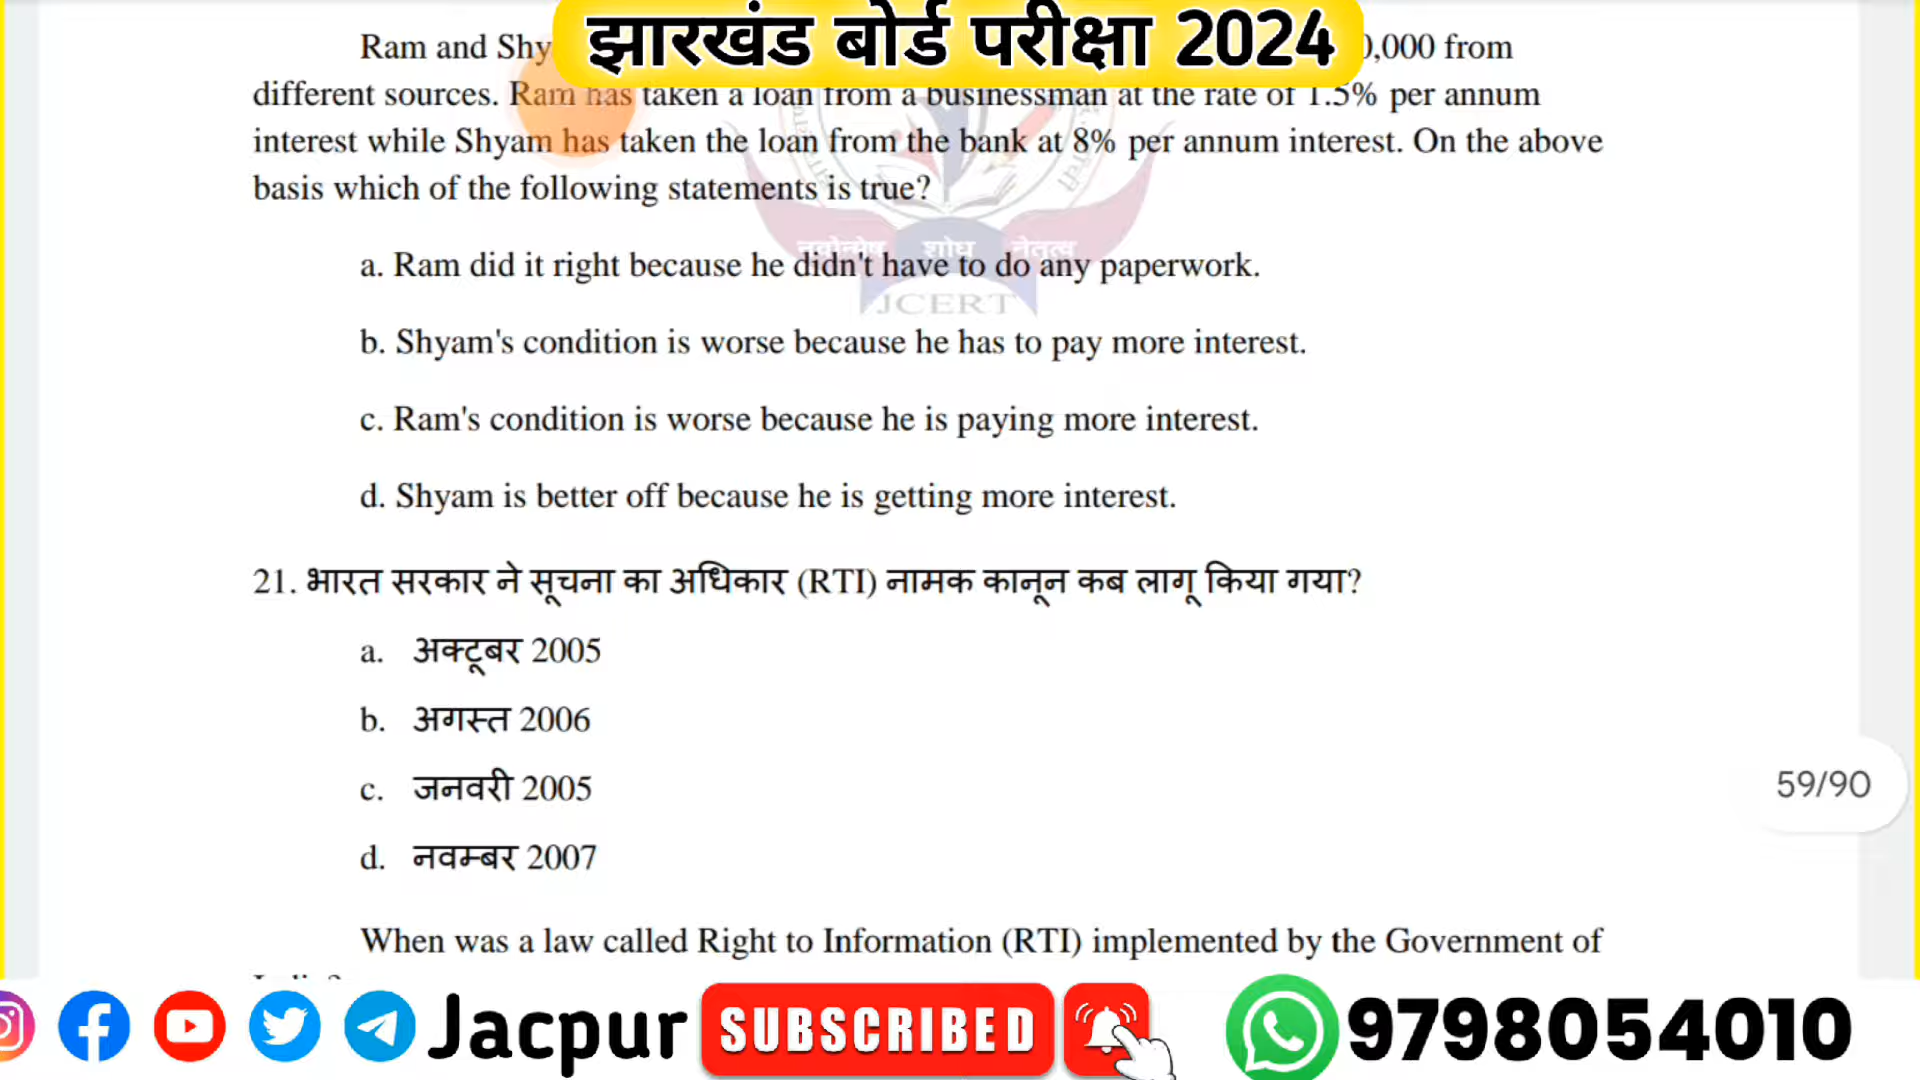 झारखंड बोर्ड परीक्षा 2024
Ram and Shy 0,000 from
different sources. Ram has taken a loan from a businessman at the rate of 1.5% per annum
interest while Shyam has taken the loan from the bank at 8% per annum interest. On the above
basis which of the following statements is true?
नवोन्मेष शोध नेतृत्व
a. Ram did it right because he didn't have to do any paperwork.
JCERT
b. Shyam's condition is worse because he has to pay more interest.
c. Ram's condition is worse because he is paying more interest.
d. Shyam is better off because he is getting more interest.
21. भारत सरकार ने सूचना का अधिकार (RTI) नामक कानून कब लागू किया गया?
a. अक्टूबर 2005
b. अगस्त 2006
c. जनवरी 2005
d. नवम्बर 2007
59/90
When was a law called Right to Information (RTI) implemented by the Government of
Jacpur SUBSCRIBED 9798054010